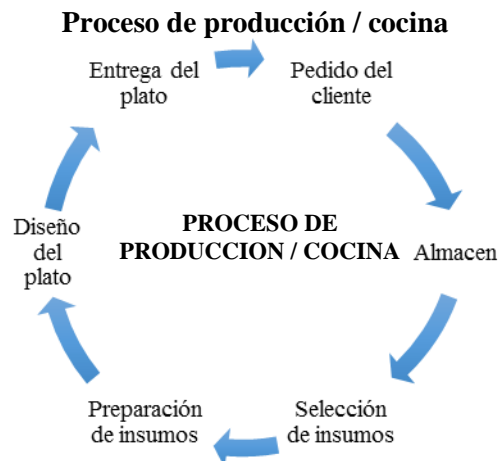 Proceso de producción / cocina
Entrega del
plato
Pedido del
cliente
Almacen
Selección
de insumos
Preparación
de insumos
Diseño
del
plato
PROCESO DE
PRODUCCION / COCINA